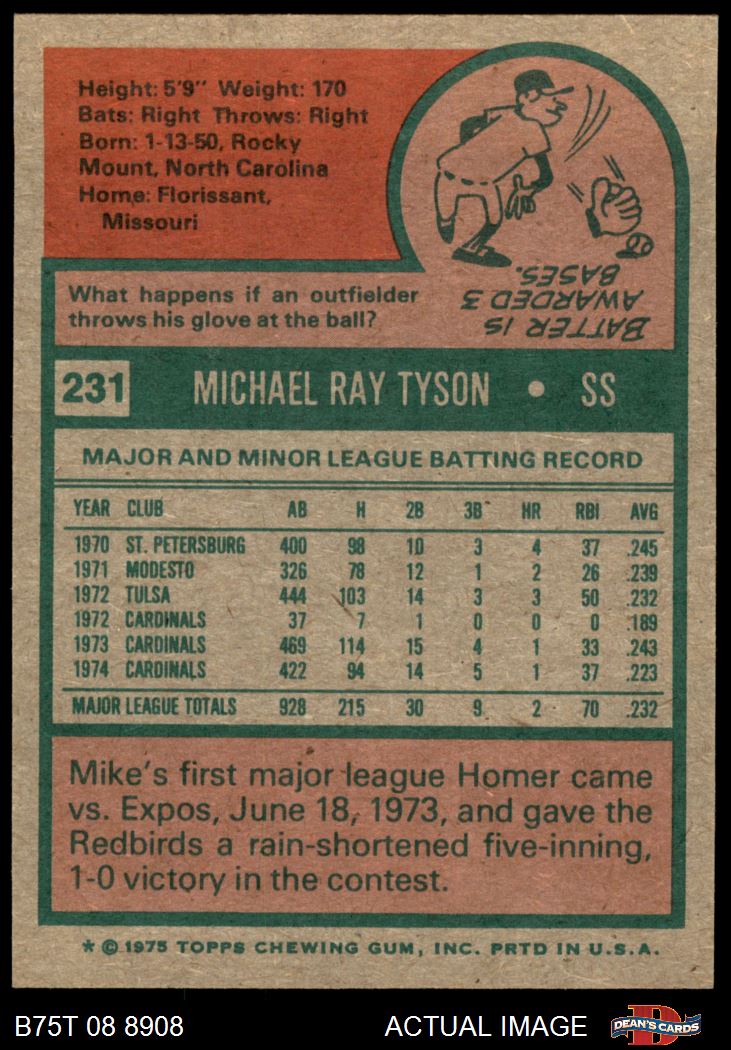 Height: 5'9" Weight: 170
Bats: Right Throws: Right
Born: 1-13-50, Rocky
Mount, North Carolina
Home: Florissant,
Missouri
What happens if an outfielder
throws his glove at the ball?
BATTER IS
AWARDED 3
BASES.
231 MICHAEL RAY TYSON • SS
MAJOR AND MINOR LEAGUE BATTING RECORD
YEAR CLUB AB H 2B 3B HR RBI AVG
1970 ST. PETERSBURG 400 98 10 3 4 37 .245
1971 MODESTO 326 78 12 1 2 26 .239
1972 TULSA 444 103 14 3 3 50 .232
1972 CARDINALS 37 7 1 0 0 0 .189
1973 CARDINALS 469 114 15 4 1 33 .243
1974 CARDINALS 422 94 14 5 1 37 .223
MAJOR LEAGUE TOTALS 928 215 30 9 2 70 .232
Mike's first major league Homer came
vs. Expos, June 18, 1973, and gave the
Redbirds a rain-shortened five-inning,
1-0 victory in the contest.
* © 1975 TOPPS CHEWING GUM, INC. PRTD IN U.S.A.
B75T 08 8908 ACTUAL IMAGE DEAN'S CARDS